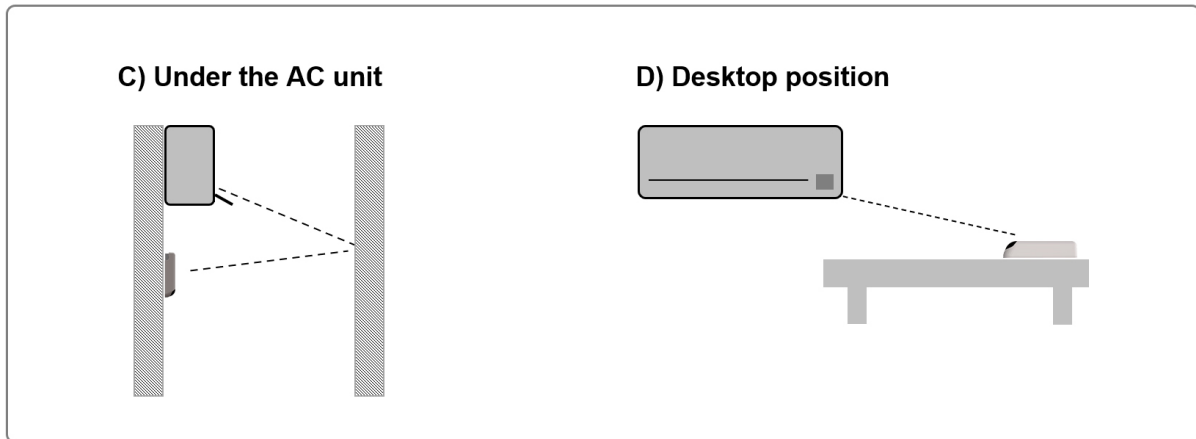 C) Under the AC unit
D) Desktop position